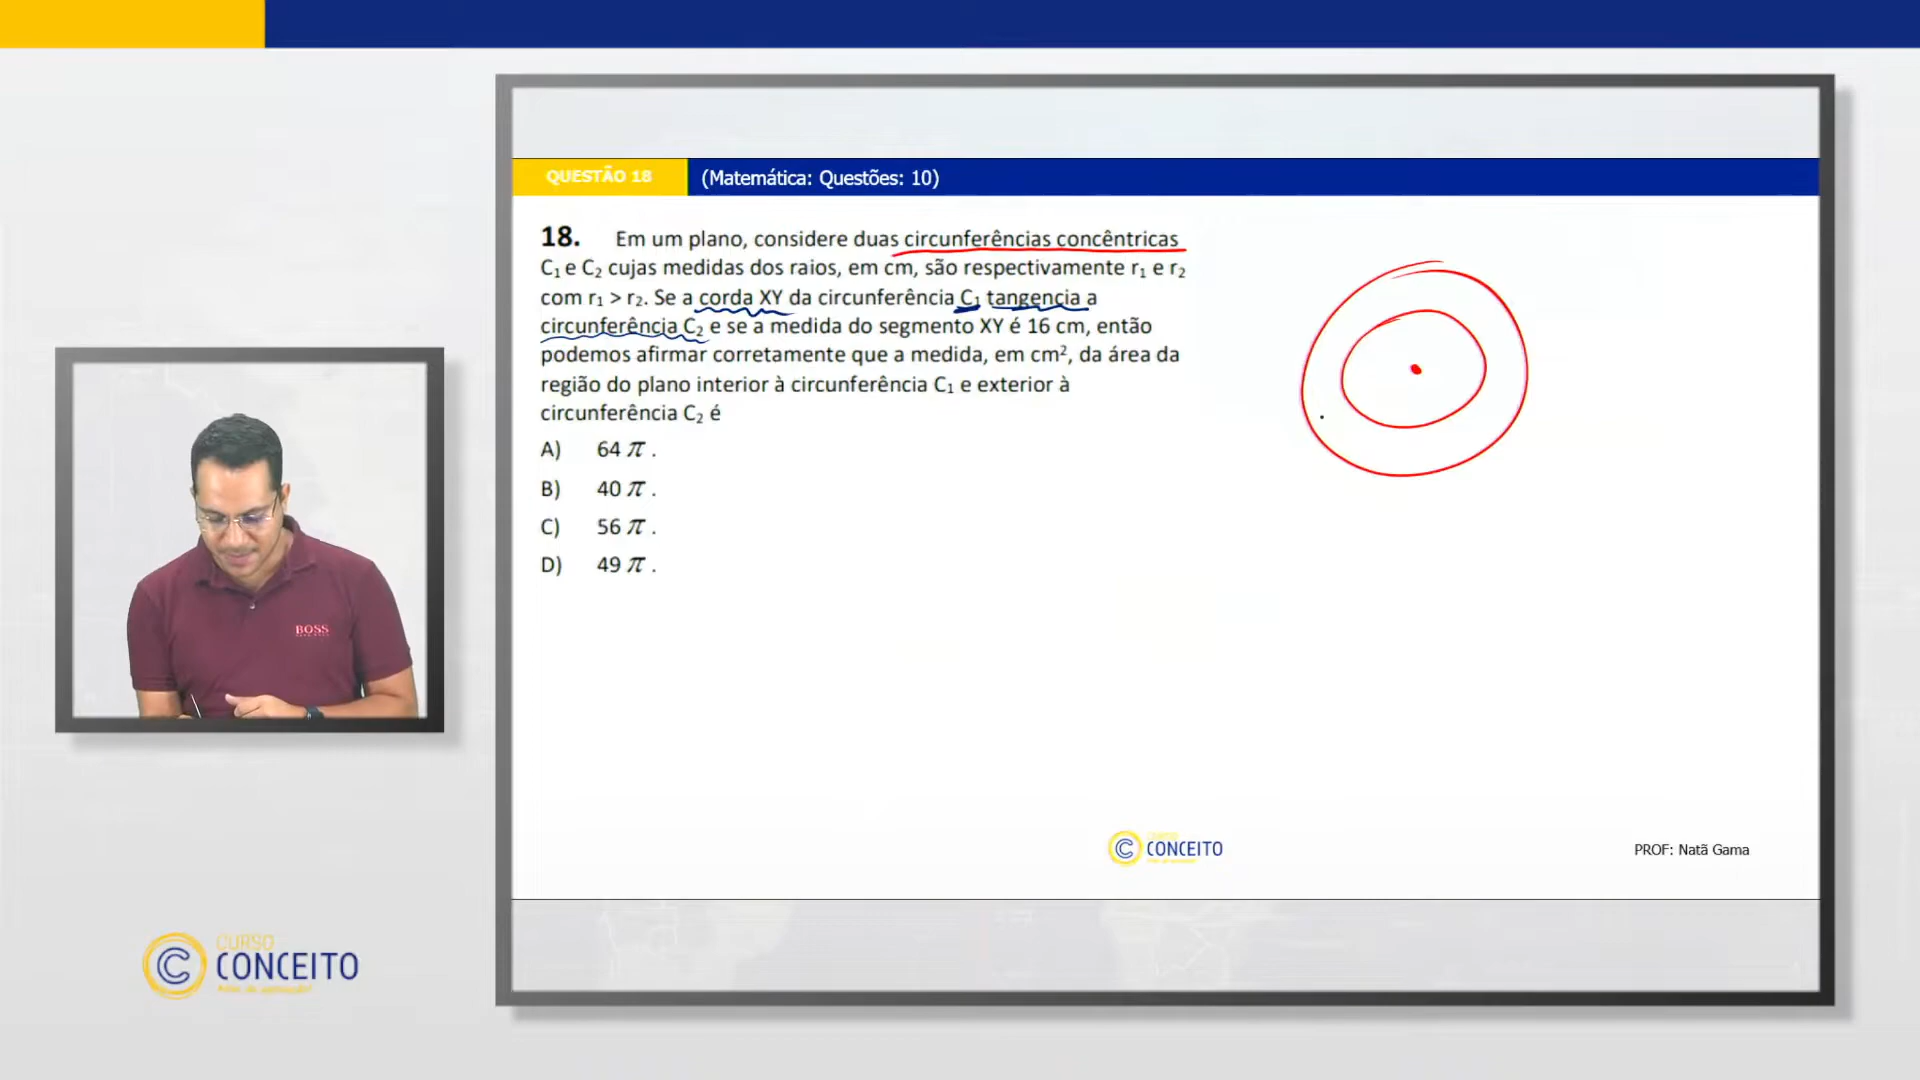 QUESTÃO 18
(Matemática: Questões: 10)
18. Em um plano, considere duas circunferências concêntricas
C₁ e C₂ cujas medidas dos raios, em cm, são respectivamente r₁ e r₂
com r₁ > r₂. Se a corda XY da circunferência C₁ tangencia a
circunferência C₂ e se a medida do segmento XY é 16 cm, então
podemos afirmar corretamente que a medida, em cm², da área da
região do plano interior à circunferência C₁ e exterior à
circunferência C₂ é
A) 64 π .
B) 40 π .
C) 56 π .
D) 49 π .
BOSS
CURSO
CONCEITO
PROF: Natã Gama
CURSO
CONCEITO